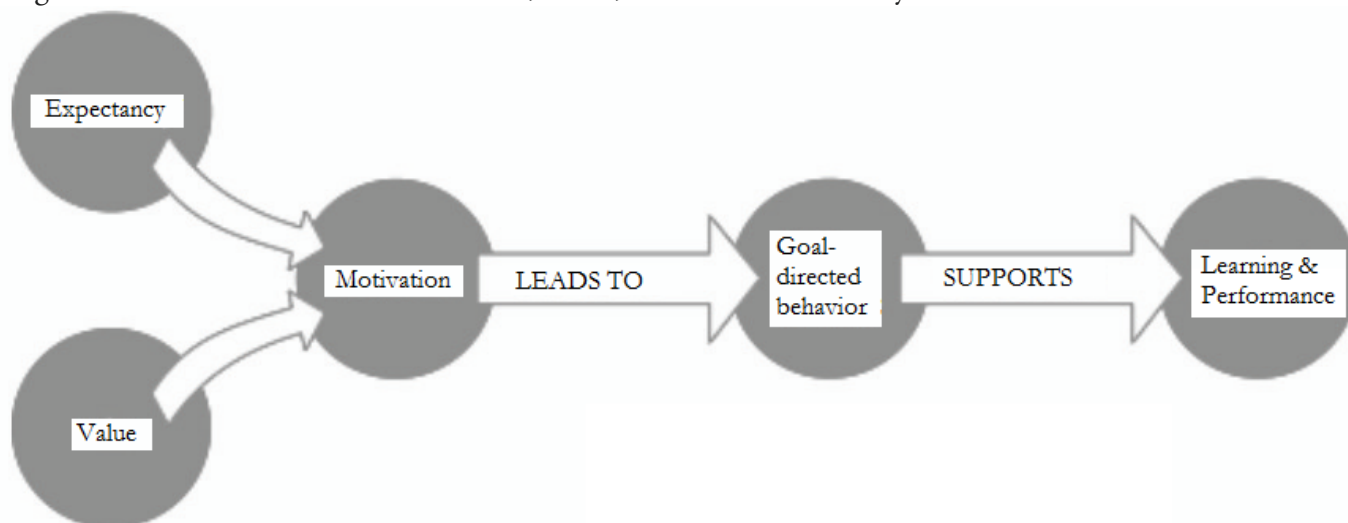 Expectancy
Motivation
LEADS TO
Goal-
directed
behavior
SUPPORTS
Learning &
Performance
Value